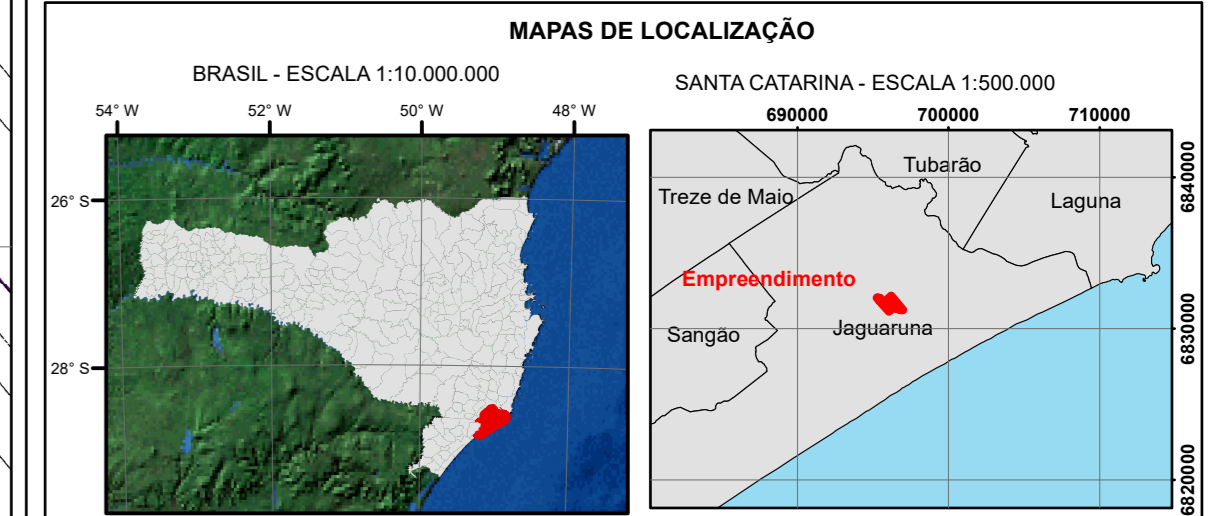 MAPAS DE LOCALIZAÇÃO
BRASIL - ESCALA 1:10.000.000
54° W
52° W
50° W
48° W
26° S
28° S
SANTA CATARINA - ESCALA 1:500.000
690000
700000
710000
Tubarão
Treze de Maio
Laguna
Empreendimento
Sangão
Jaguaruna
6840000
6830000
6820000